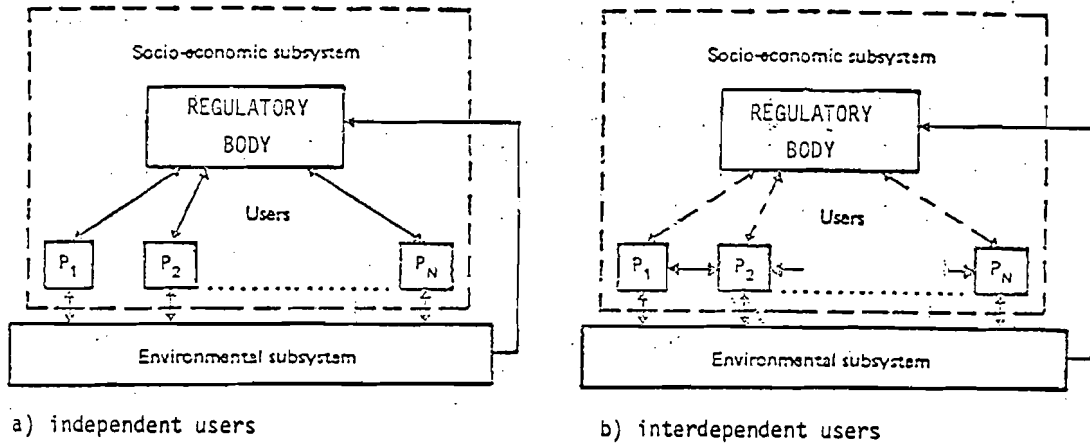 Socio-economic subsystem
REGULATORY
BODY
Users
P1
P2
PN
Environmental subsystem
a) independent users
Socio-economic subsystem
REGULATORY
BODY
Users
P1
P2
PN
Environmental subsystem
b) interdependent users